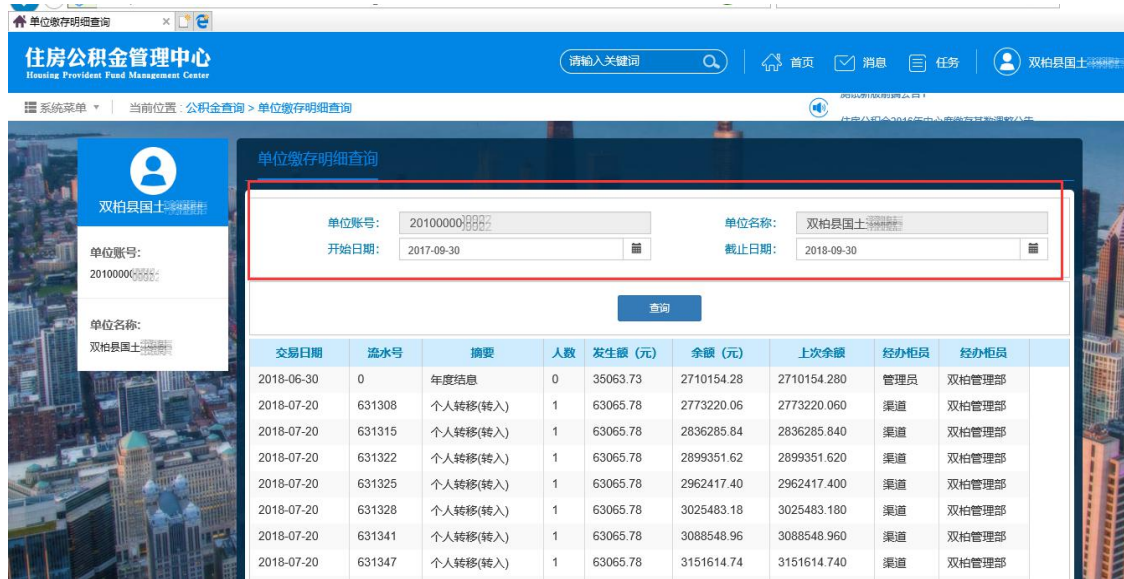 单位缴存明细查询
住房公积金管理中心
Housing Provident Fund Management Center
请输入关键词
首页
消息
任务
双柏县国土
系统菜单
当前位置 : 公积金查询 > 单位缴存明细查询
双柏县国土
单位账号:
2010000
单位名称:
双柏县国土
单位缴存明细查询
单位账号: 20100000 单位名称: 双柏县国土
开始日期: 2017-09-30 截止日期: 2018-09-30
查询
交易日期 流水号 摘要 人数 发生额（元） 余额（元） 上次余额 经办柜员 经办柜员
2018-06-30 0 年度结息 0 35063.73 2710154.28 2710154.280 管理员 双柏管理部
2018-07-20 631308 个人转移(转入) 1 63065.78 2773220.06 2773220.060 渠道 双柏管理部
2018-07-20 631315 个人转移(转入) 1 63065.78 2836285.84 2836285.840 渠道 双柏管理部
2018-07-20 631322 个人转移(转入) 1 63065.78 2899351.62 2899351.620 渠道 双柏管理部
2018-07-20 631325 个人转移(转入) 1 63065.78 2962417.40 2962417.400 渠道 双柏管理部
2018-07-20 631328 个人转移(转入) 1 63065.78 3025483.18 3025483.180 渠道 双柏管理部
2018-07-20 631341 个人转移(转入) 1 63065.78 3088548.96 3088548.960 渠道 双柏管理部
2018-07-20 631347 个人转移(转入) 1 63065.78 3151614.74 3151614.740 渠道 双柏管理部